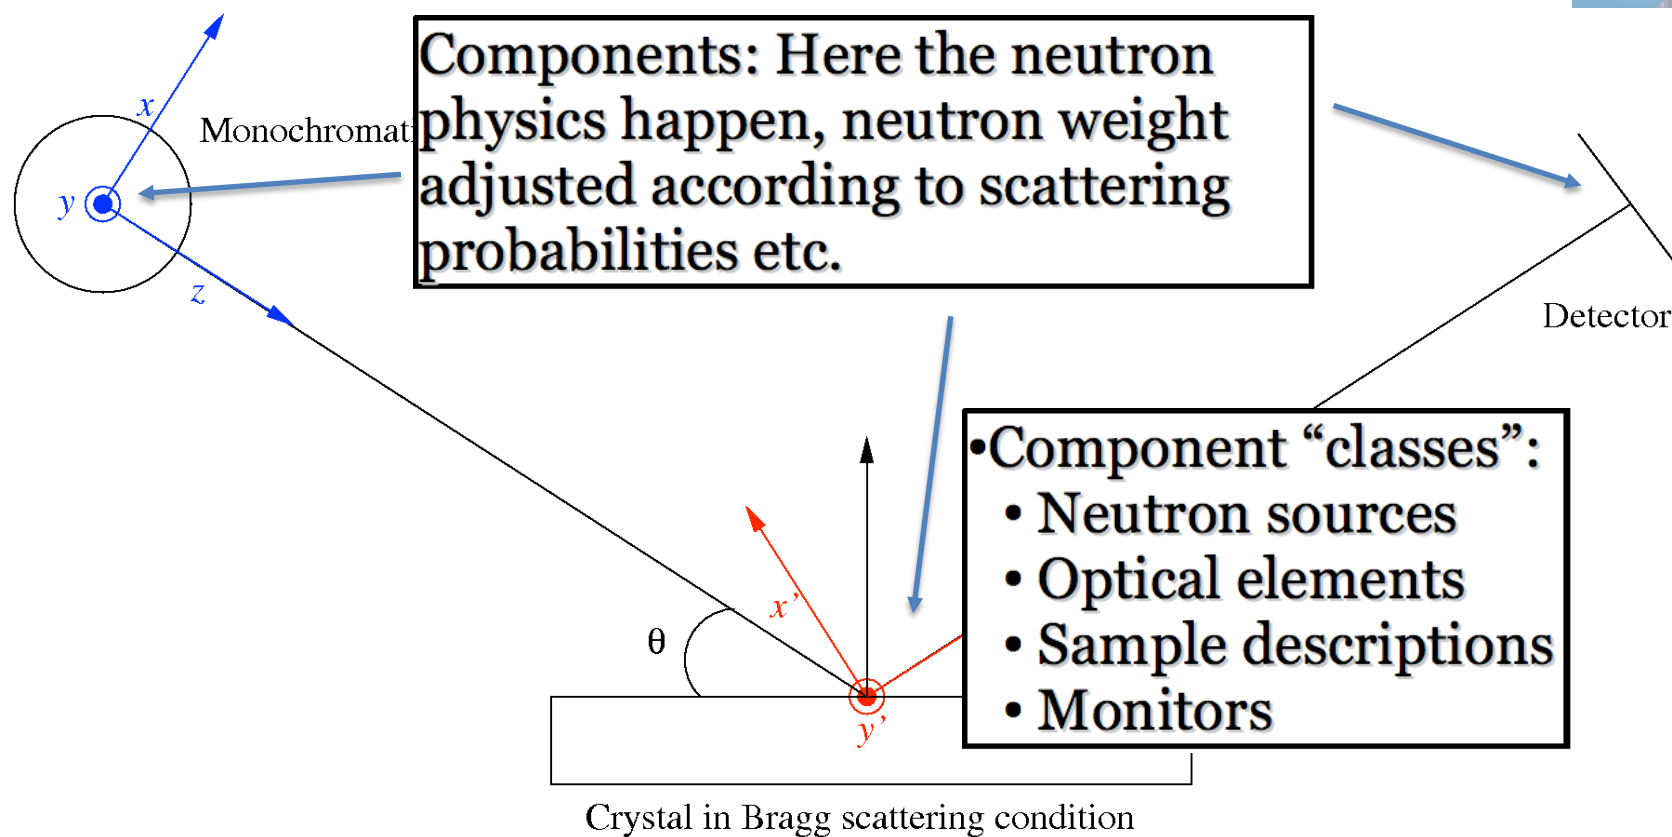 x
Monochromati
y
z
Components: Here the neutron
physics happen, neutron weight
adjusted according to scattering
probabilities etc.
Detector
•Component “classes”:
• Neutron sources
• Optical elements
• Sample descriptions
• Monitors
x’
θ
y’
Crystal in Bragg scattering condition